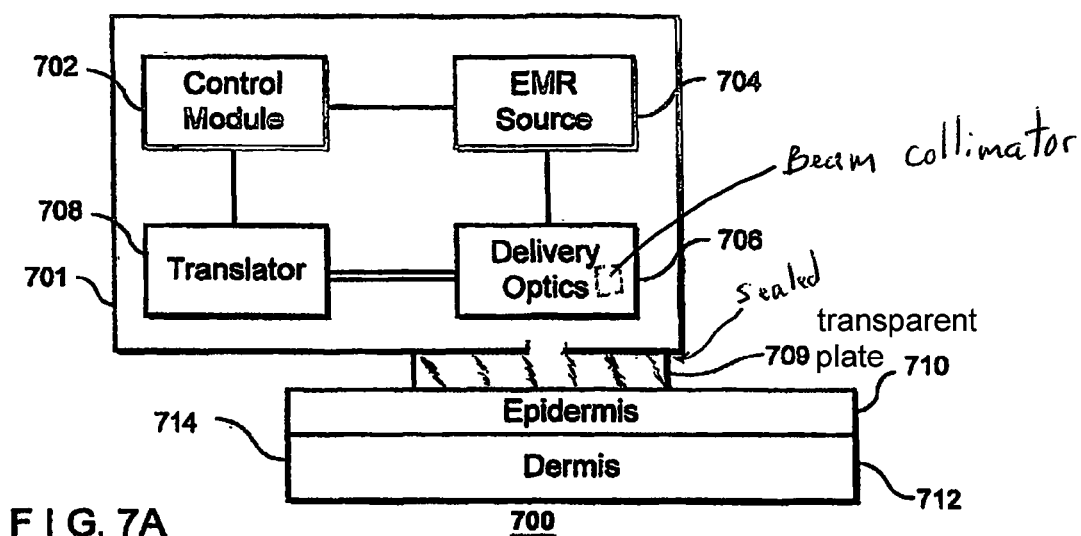 702
Control
Module
EMR
Source
704
Beam collimator
708
Translator
Delivery
Optics
706
701
sealed
transparent
709 plate
710
Epidermis
714
Dermis
712
FIG. 7A
700